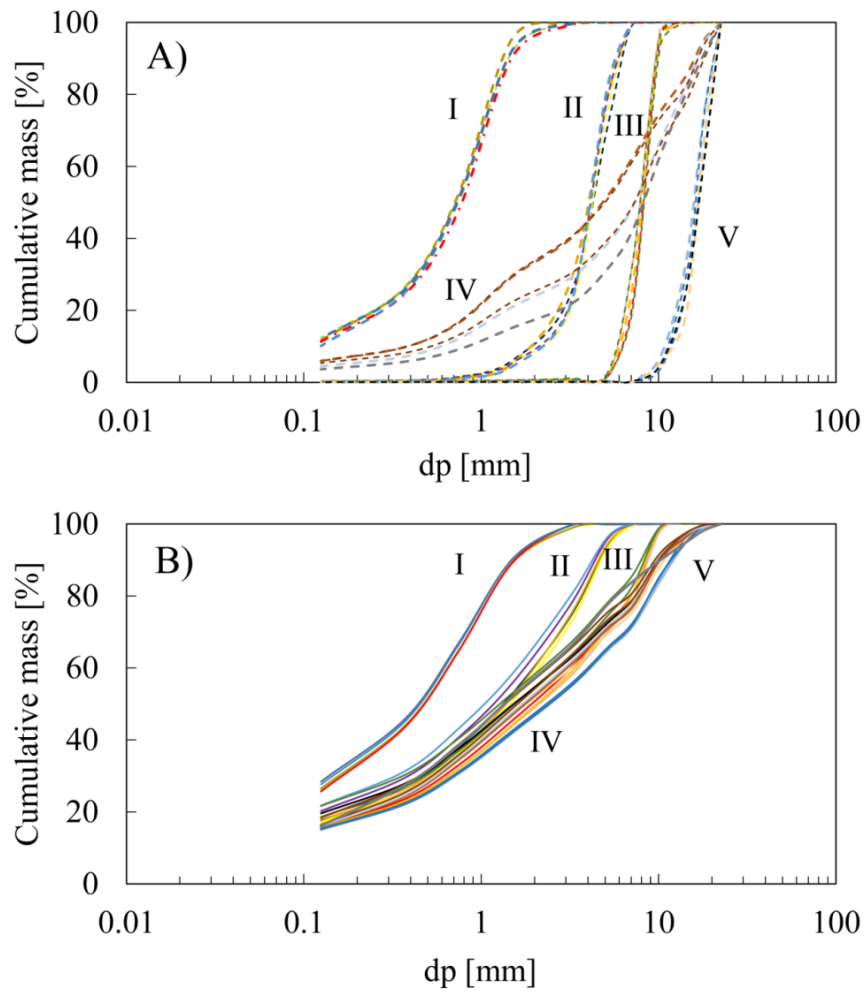 A)
Cumulative mass [%]
100
80
60
40
20
0
I
II
III
IV
V
0.01
0.1
1
10
100
dp [mm]
B)
Cumulative mass [%]
100
80
60
40
20
0
I
II
III
V
IV
0.01
0.1
1
10
100
dp [mm]